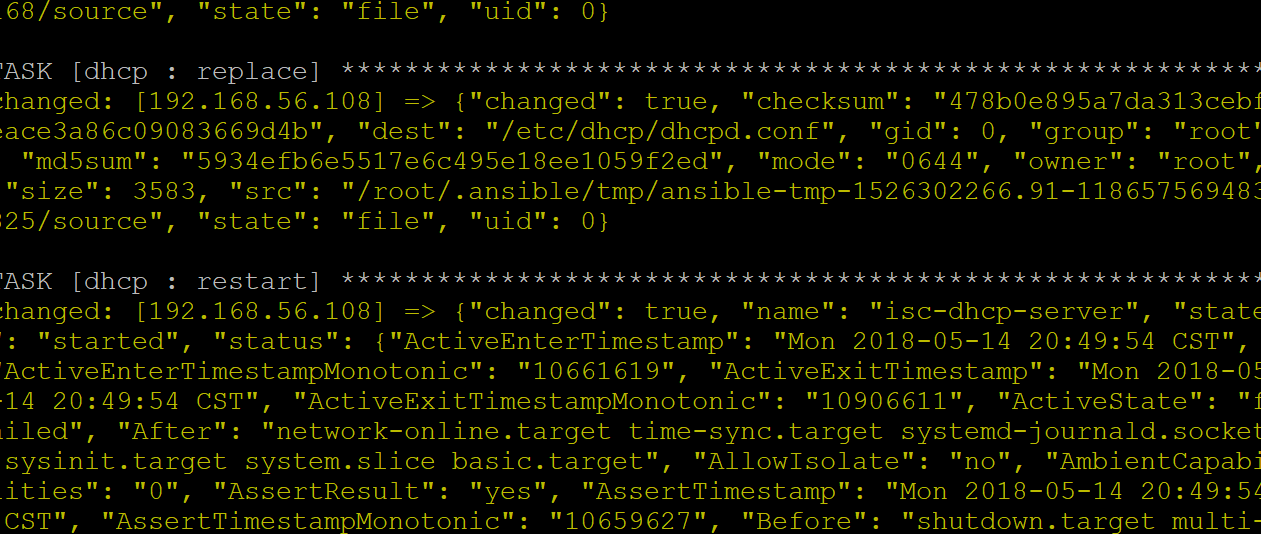 168/source", "state": "file", "uid": 0}
TASK [dhcp : replace] **********************************************************
changed: [192.168.56.108] => {"changed": true, "checksum": "478b0e895a7da313cebf
eace3a86c09083669d4b", "dest": "/etc/dhcp/dhcpd.conf", "gid": 0, "group": "root"
"md5sum": "5934efb6e5517e6c495e18ee1059f2ed", "mode": "0644", "owner": "root",
"size": 3583, "src": "/root/.ansible/tmp/ansible-tmp-1526302266.91-118657569483
325/source", "state": "file", "uid": 0}
TASK [dhcp : restart] **********************************************************
changed: [192.168.56.108] => {"changed": true, "name": "isc-dhcp-server", "state
": "started", "status": {"ActiveEnterTimestamp": "Mon 2018-05-14 20:49:54 CST",
"ActiveEnterTimestampMonotonic": "10661619", "ActiveExitTimestamp": "Mon 2018-05
-14 20:49:54 CST", "ActiveExitTimestampMonotonic": "10906611", "ActiveState": "f
ailed", "After": "network-online.target time-sync.target systemd-journald.socket
sysinit.target system.slice basic.target", "AllowIsolate": "no", "AmbientCapabi
lities": "0", "AssertResult": "yes", "AssertTimestamp": "Mon 2018-05-14 20:49:54
CST", "AssertTimestampMonotonic": "10659627", "Before": "shutdown.target multi-